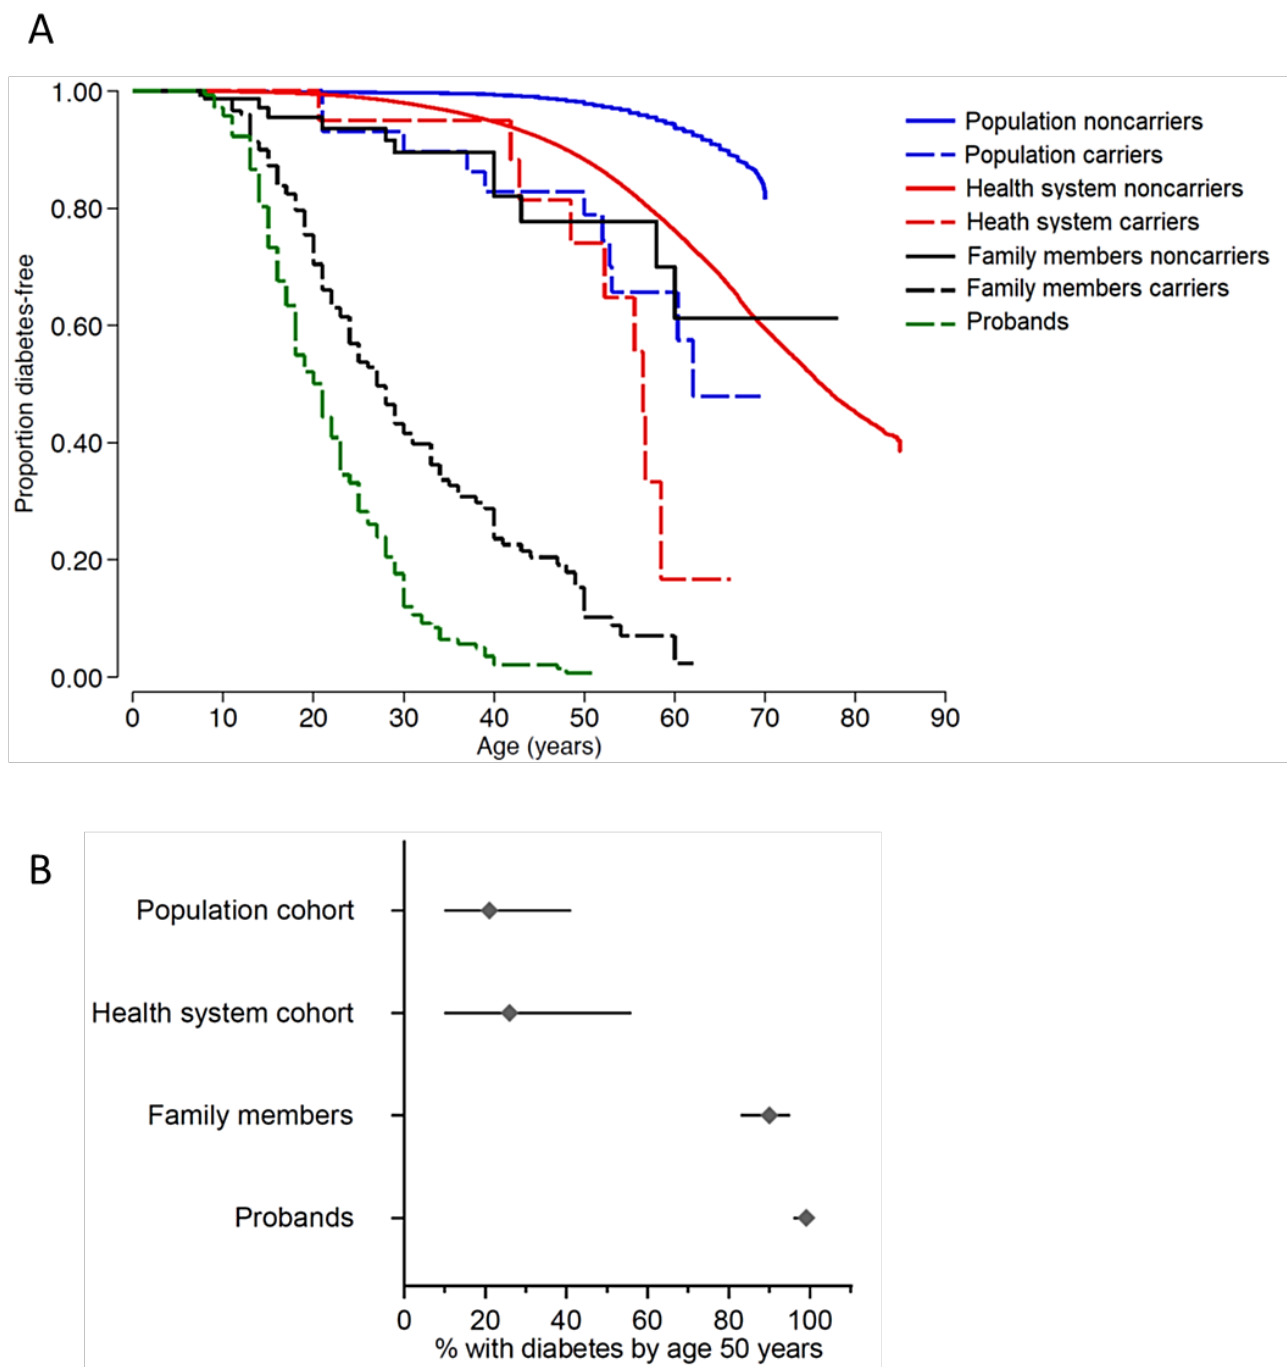 A
1.00
0.80
0.60
0.40
0.20
0.00
Proportion diabetes-free
0 10 20 30 40 50 60 70 80 90
Age (years)
Population noncarriers
Population carriers
Health system noncarriers
Heath system carriers
Family members noncarriers
Family members carriers
Probands
B
Population cohort
Health system cohort
Family members
Probands
0 20 40 60 80 100
% with diabetes by age 50 years